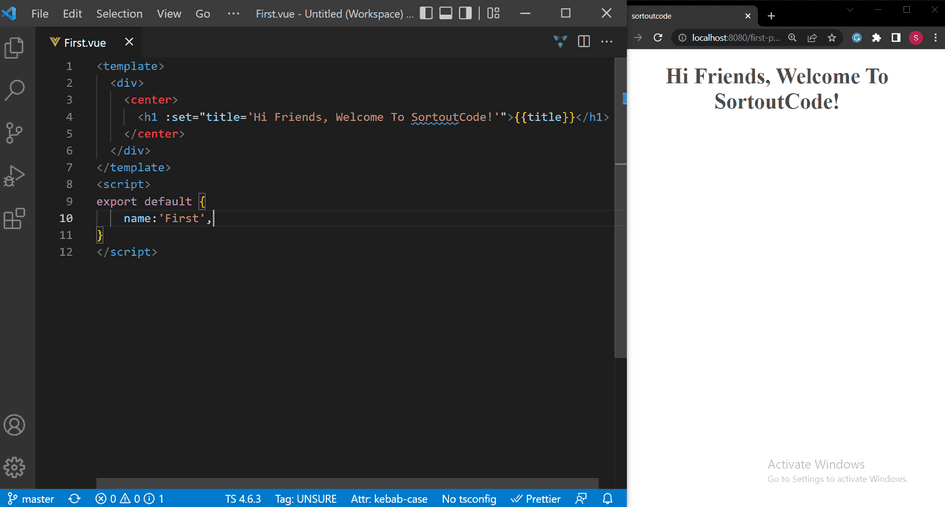 File Edit Selection View Go ··· First.vue - Untitled (Workspace) ...
First.vue
1 <template>
2 <div>
3 <center>
4 <h1 :set="title='Hi Friends, Welcome To SortoutCode!'">{{title}}</h1>
5 </center>
6 </div>
7 </template>
8 <script>
9 export default {
10 name:'First',
11 }
12 </script>
master 0 0 1 TS 4.6.3 Tag: UNSURE Attr: kebab-case No tsconfig Prettier
sortoutcode
localhost:8080/first-p... S
Hi Friends, Welcome To
SortoutCode!
Activate Windows
Go to Settings to activate Windows.